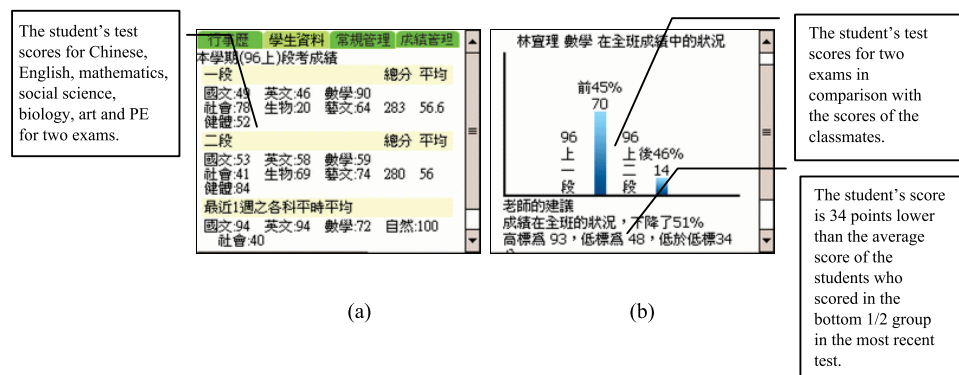 The student's test
scores for Chinese,
English, mathematics,
social science,
biology, art and PE
for two exams.
行事歷 學生資料 常規管理 成績管理
本學期(96上)段考成績
一段 總分 平均
國文:49 英文:46 數學:90
社會:78 生物:20 藝文:64 283 56.6
健體:52
二段 總分 平均
國文:53 英文:58 數學:59
社會:41 生物:69 藝文:74 280 56
健體:84
最近1週之各科平時平均
國文:94 英文:94 數學:72 自然:100
社會:40
(a)
林宜理 數學 在全班成績中的狀況
前45%
70
96
上
一
段
96
上
二
段
後46%
14
老師的建議
成績在全班的狀況，下降了51%
高標為 93，低標為 48，低於低標34
(b)
The student's test
scores for two
exams in
comparison with
the scores of the
classmates.
The student's score
is 34 points lower
than the average
score of the
students who
scored in the
bottom 1/2 group
in the most recent
test.